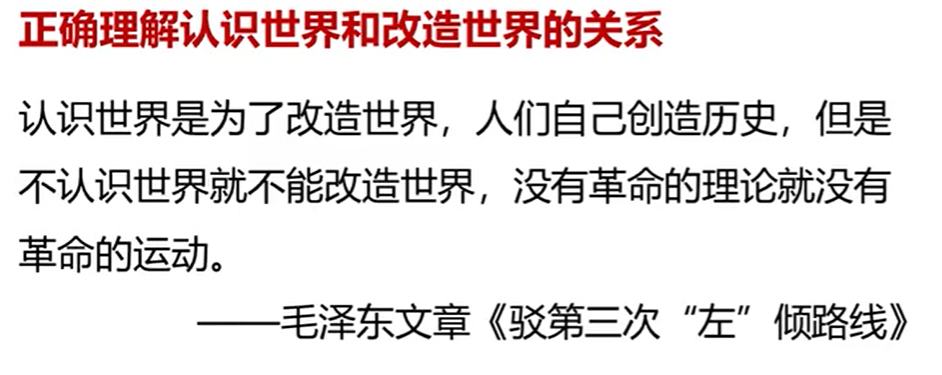 正确理解认识世界和改造世界的关系
认识世界是为了改造世界，人们自己创造历史，但是
不认识世界就不能改造世界，没有革命的理论就没有
革命的运动。
——毛泽东文章《驳第三次“左”倾路线》